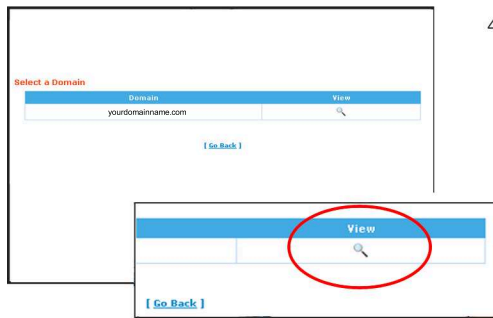 Select a Domain
Domain View
yourdomainname.com
[ Go Back ]
View
[ Go Back ]